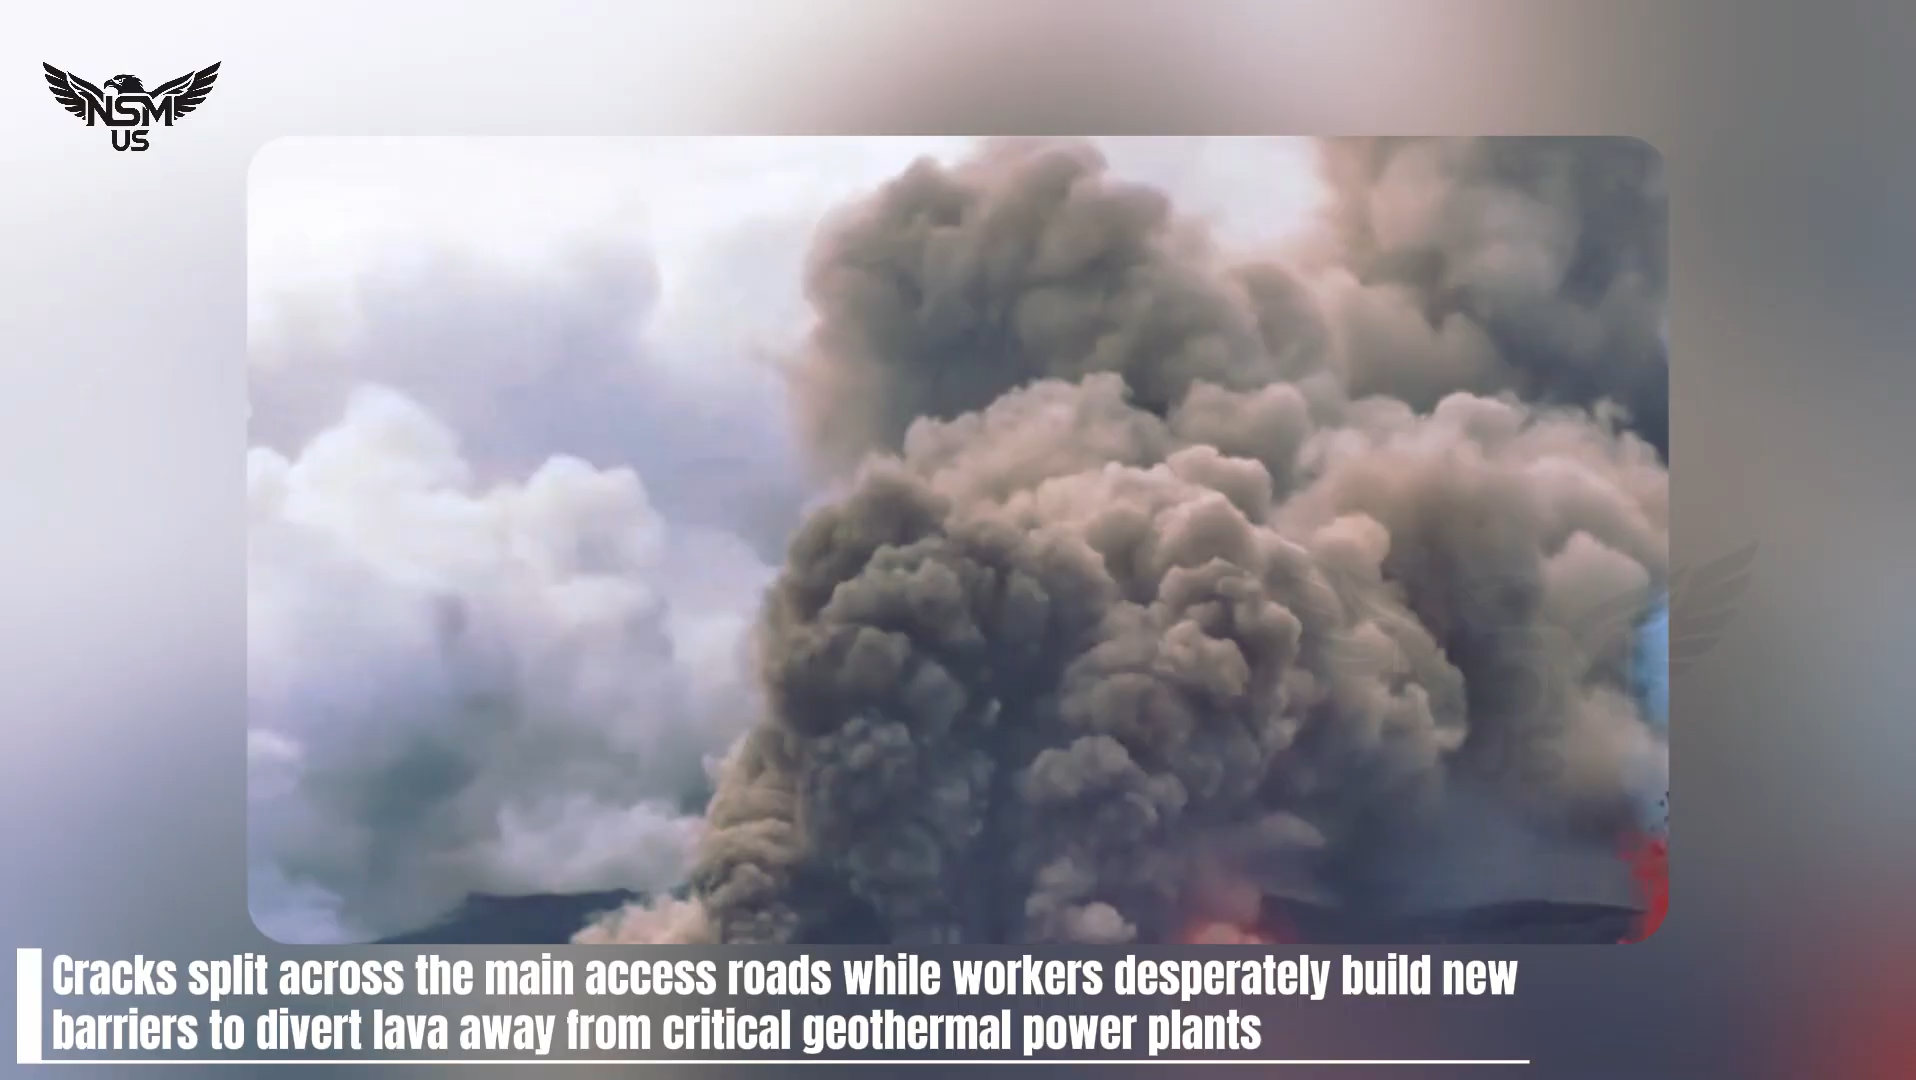 NSM
US
Cracks split across the main access roads while workers desperately build new
barriers to divert lava away from critical geothermal power plants